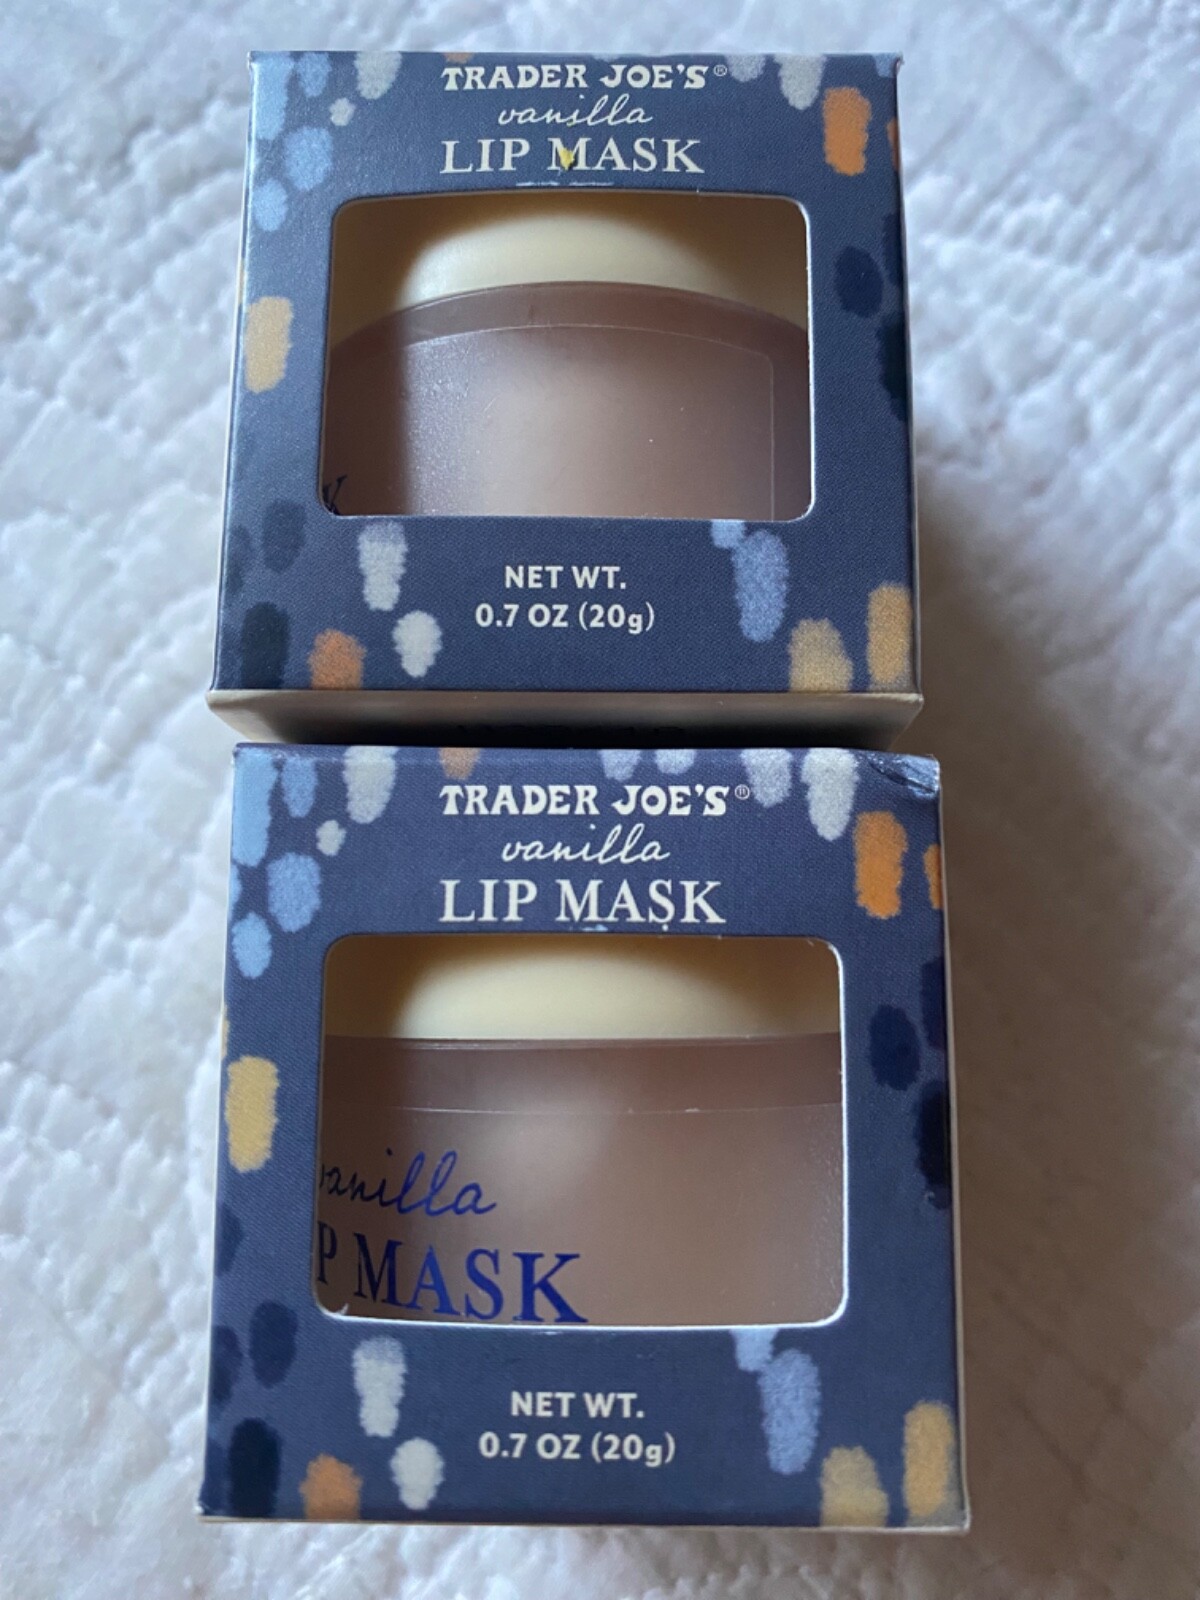 TRADER JOE'S®
vanilla
LIP MASK
NET WT.
0.7 OZ (20g)
TRADER JOE'S®
vanilla
LIP MASK
anilla
P MASK
NET WT.
0.7 OZ (20g)